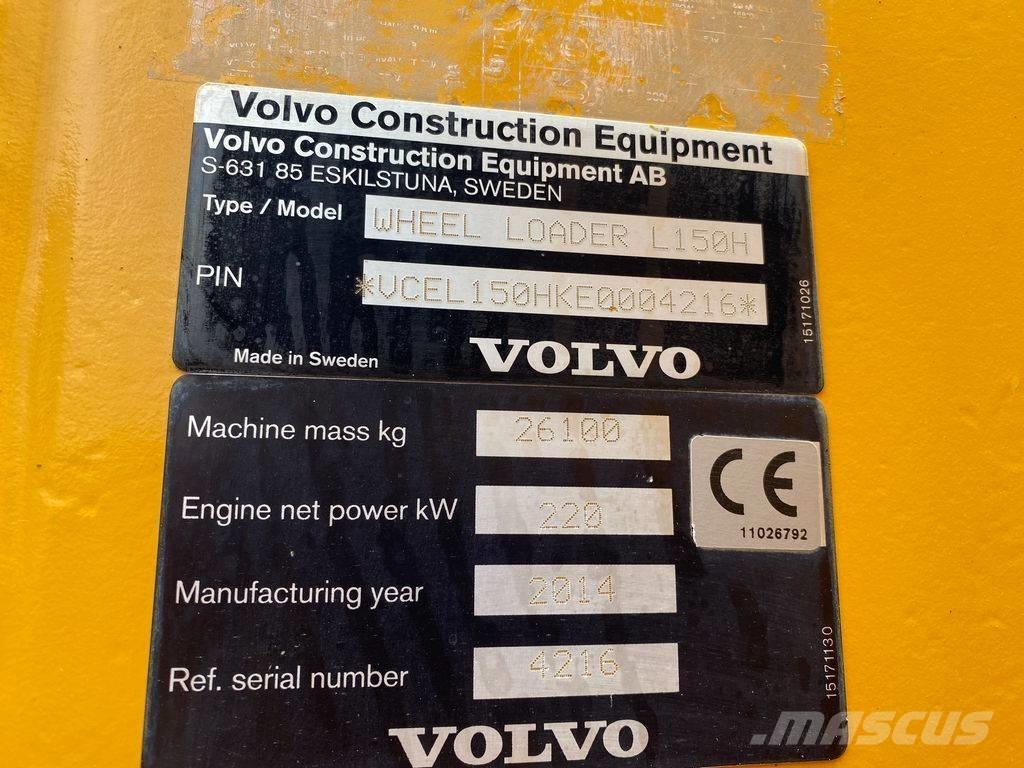 Volvo Construction Equipment
Volvo Construction Equipment AB
S-631 85 ESKILSTUNA, SWEDEN
Type / Model WHEEL LOADER L150H
PIN *VCEL150HKE0004216*
Made in Sweden VOLVO
15171026
Machine mass kg 26100
CE
11026792
Engine net power kW 220
Manufacturing year 2014
Ref. serial number 4216
15171130
VOLVO
MASCUS